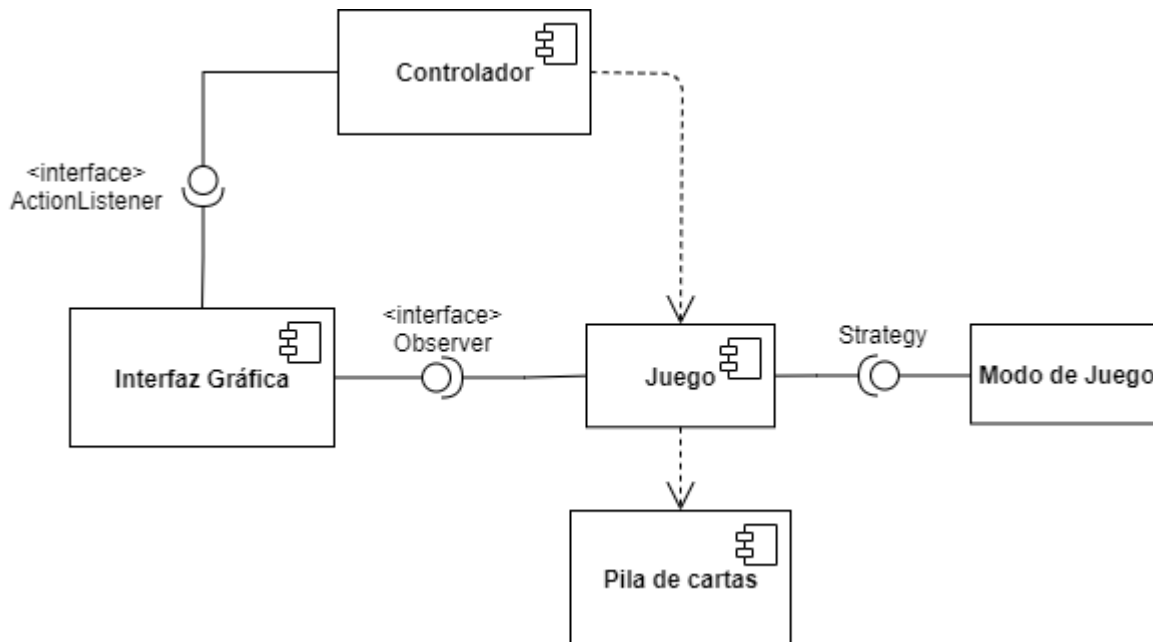 Controlador
<interface>
ActionListener
<interface>
Observer
Strategy
Interfaz Gráfica
Juego
Modo de Juego
Pila de cartas